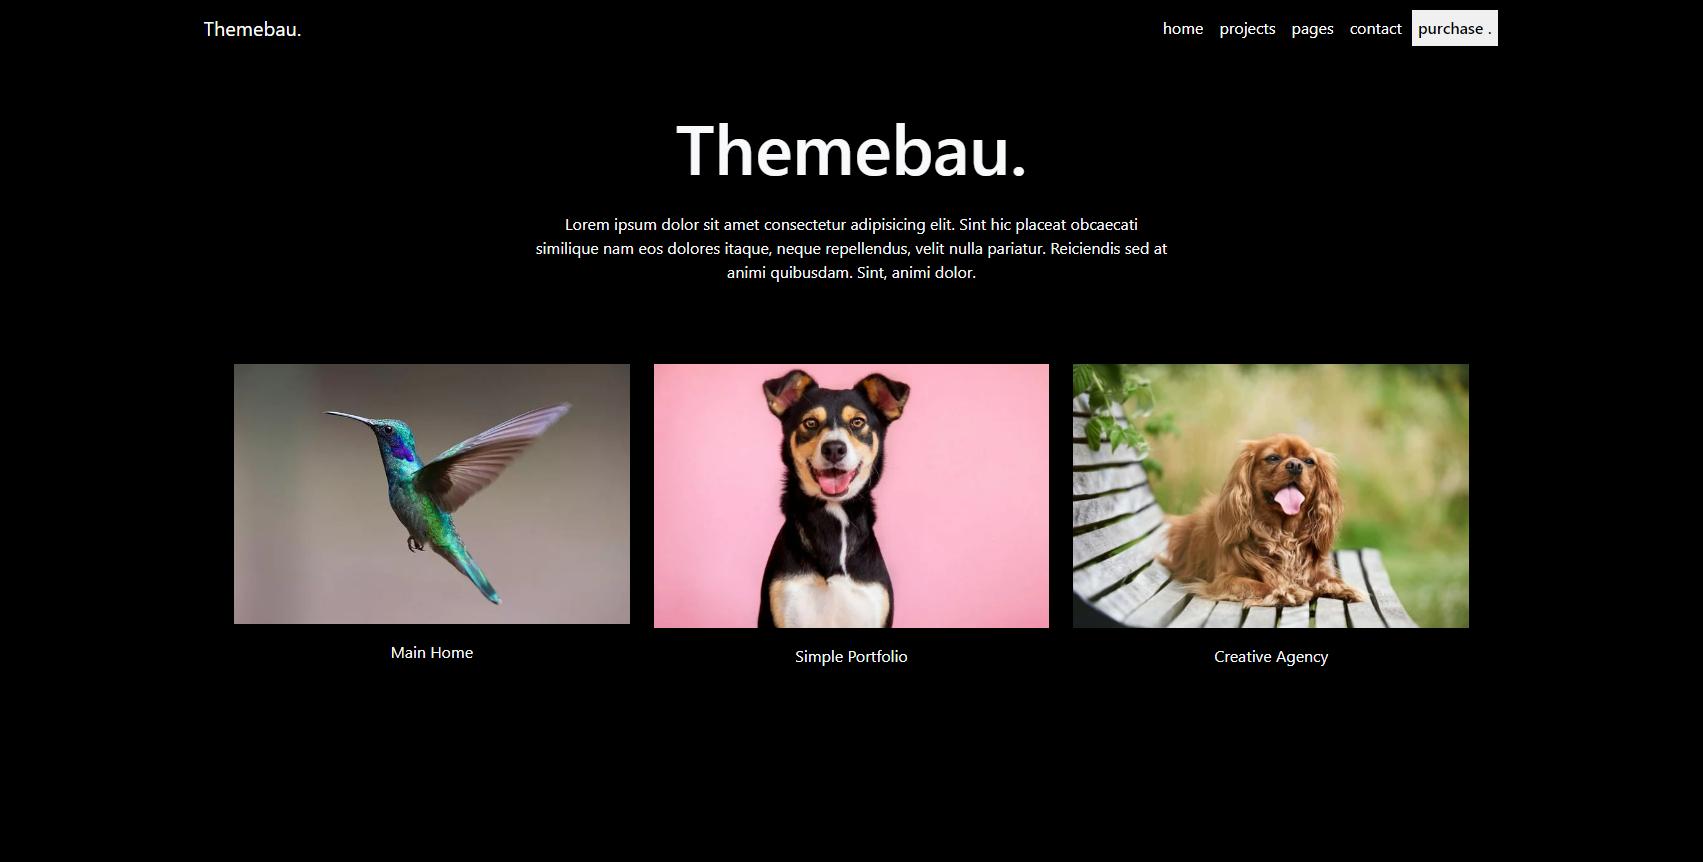 Themebau.
home projects pages contact purchase .
Themebau.
Lorem ipsum dolor sit amet consectetur adipisicing elit. Sint hic placeat obcaecati
similique nam eos dolores itaque, neque repellendus, velit nulla pariatur. Reiciendis sed at
animi quibusdam. Sint, animi dolor.
Main Home
Simple Portfolio
Creative Agency